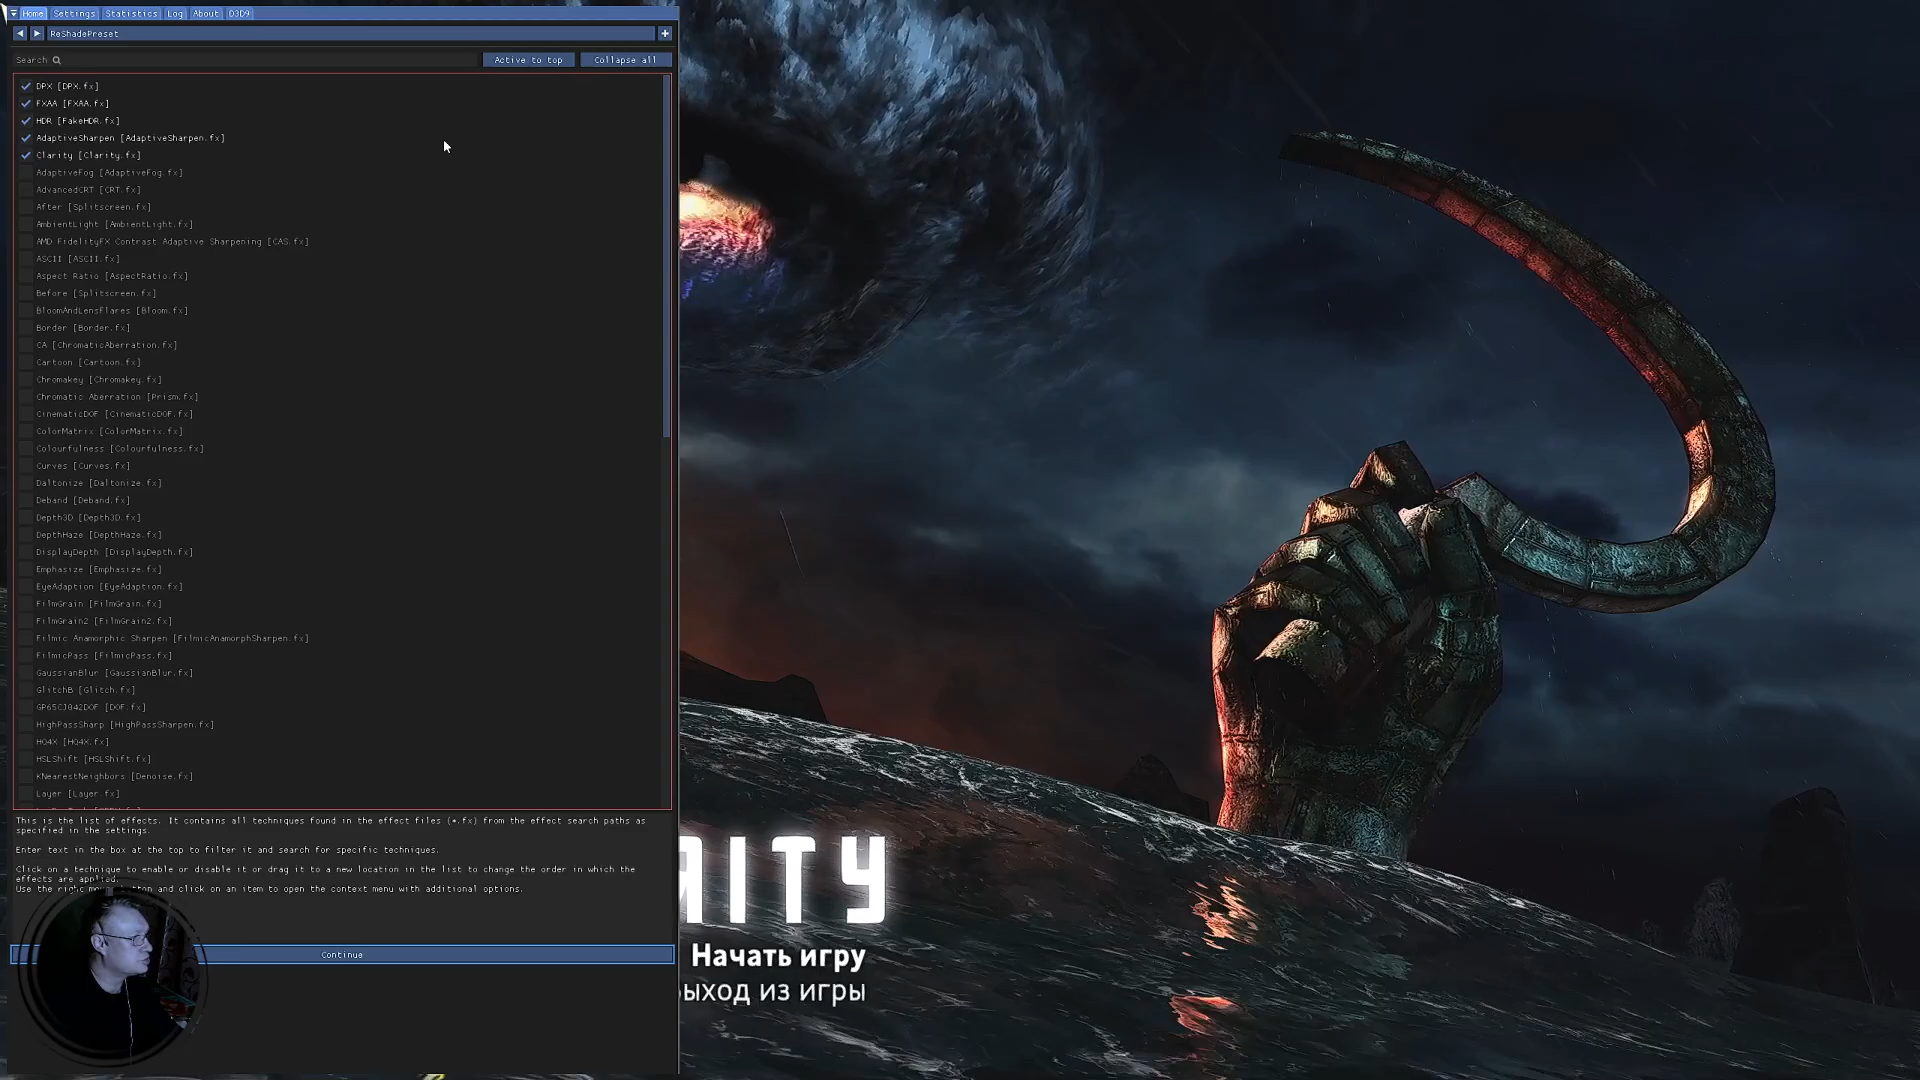 Home Settings Statistics Log About D3D9
ReShadePreset
+
Search Active to top Collapse all
DPX [DPX.fx]
FXAA [FXAA.fx]
HDR [FakeHDR.fx]
AdaptiveSharpen [AdaptiveSharpen.fx]
Clarity [Clarity.fx]
AdaptiveFog [AdaptiveFog.fx]
AdvancedCRT [CRT.fx]
After [Splitscreen.fx]
AmbientLight [AmbientLight.fx]
AMD FidelityFX Contrast Adaptive Sharpening [CAS.fx]
ASCII [ASCII.fx]
Aspect Ratio [AspectRatio.fx]
Before [Splitscreen.fx]
BloomAndLensFlares [Bloom.fx]
Border [Border.fx]
CA [ChromaticAberration.fx]
Cartoon [Cartoon.fx]
Chromakey [Chromakey.fx]
Chromatic Aberration [Prism.fx]
CinematicDOF [CinematicDOF.fx]
ColorMatrix [ColorMatrix.fx]
Colourfulness [Colourfulness.fx]
Curves [Curves.fx]
Daltonize [Daltonize.fx]
Deband [Deband.fx]
Depth3D [Depth3D.fx]
DepthHaze [DepthHaze.fx]
DisplayDepth [DisplayDepth.fx]
Emphasize [Emphasize.fx]
EyeAdaption [EyeAdaption.fx]
FilmGrain [FilmGrain.fx]
FilmGrain2 [FilmGrain2.fx]
Filmic Anamorphic Sharpen [FilmicAnamorphSharpen.fx]
FilmicPass [FilmicPass.fx]
GaussianBlur [GaussianBlur.fx]
GlitchB [Glitch.fx]
GP65CJ042DOF [DOF.fx]
HighPassSharp [HighPassSharpen.fx]
HQ4X [HQ4X.fx]
HSLShift [HSLShift.fx]
KNearestNeighbors [Denoise.fx]
Layer [Layer.fx]
This is the list of effects. It contains all techniques found in the effect files (*.fx) from the effect search paths as
specified in the settings.
Enter text in the box at the top to filter it and search for specific techniques.
Click on a technique to enable or disable it or drag it to a new location in the list to change the order in which the
effects are applied.
Use the right mouse button and click on an item to open the context menu with additional options.
Continue
ITY
Начать игру
ыход из игры